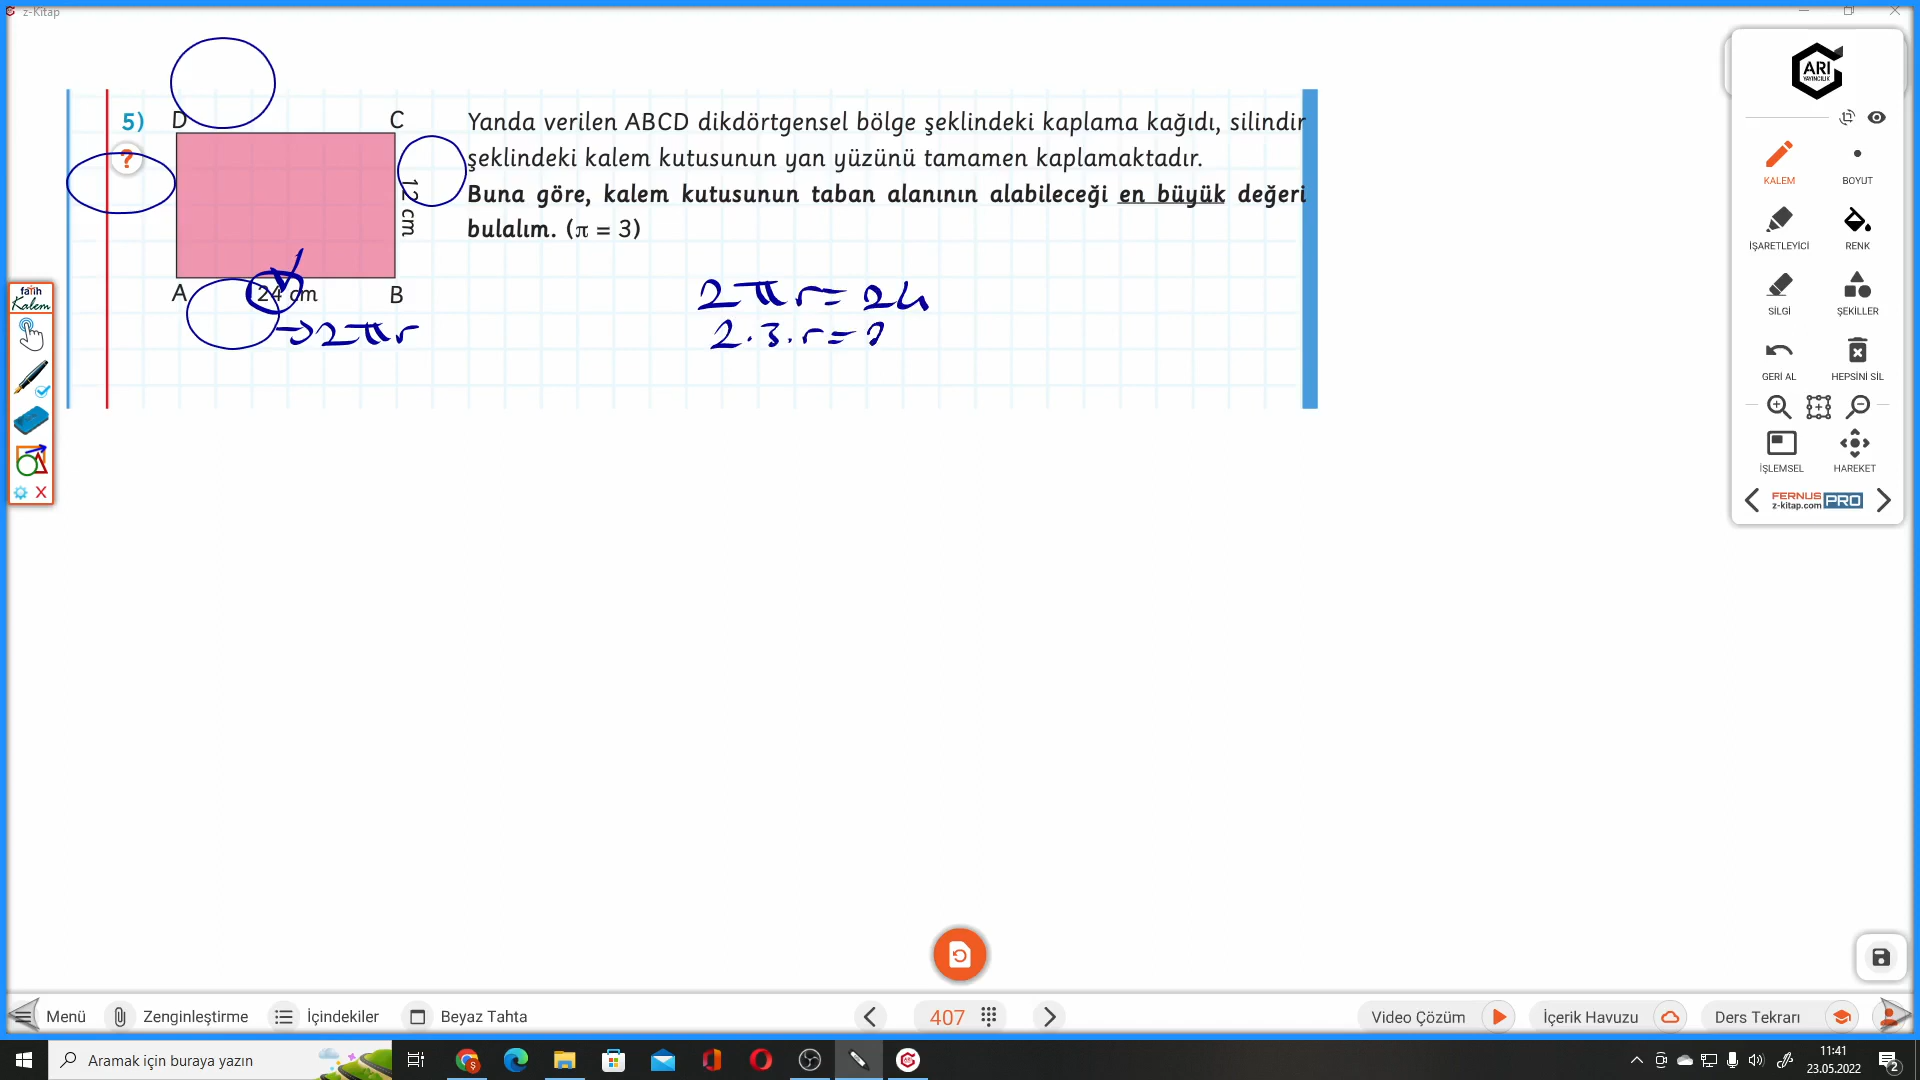 z-Kitap
5)
?
D
C
12 cm
A
24 cm
B
Yanda verilen ABCD dikdörtgensel bölge şeklindeki kaplama kağıdı, silindir
şeklindeki kalem kutusunun yan yüzünü tamamen kaplamaktadır.
Buna göre, kalem kutusunun taban alanının alabileceği en büyük değeri
bulalım. (π = 3)
→2πr
2πr=24
2.3.r=2
fatih
Kalem
ARI
YAYINCILIK
KALEM
BOYUT
İŞARETLEYİCİ
RENK
SİLGİ
ŞEKİLLER
GERİ AL
HEPSİNİ SİL
İŞLEMSEL
HAREKET
FERNUS
z-kitap.com
PRO
Menü
Zenginleştirme
İçindekiler
Beyaz Tahta
407
Video Çözüm
İçerik Havuzu
Ders Tekrarı
Aramak için buraya yazın
11:41
23.05.2022
2